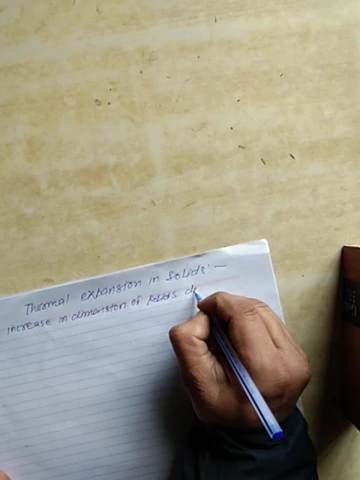 Thermal expansion in Solids:-
increase in dimension of solids d